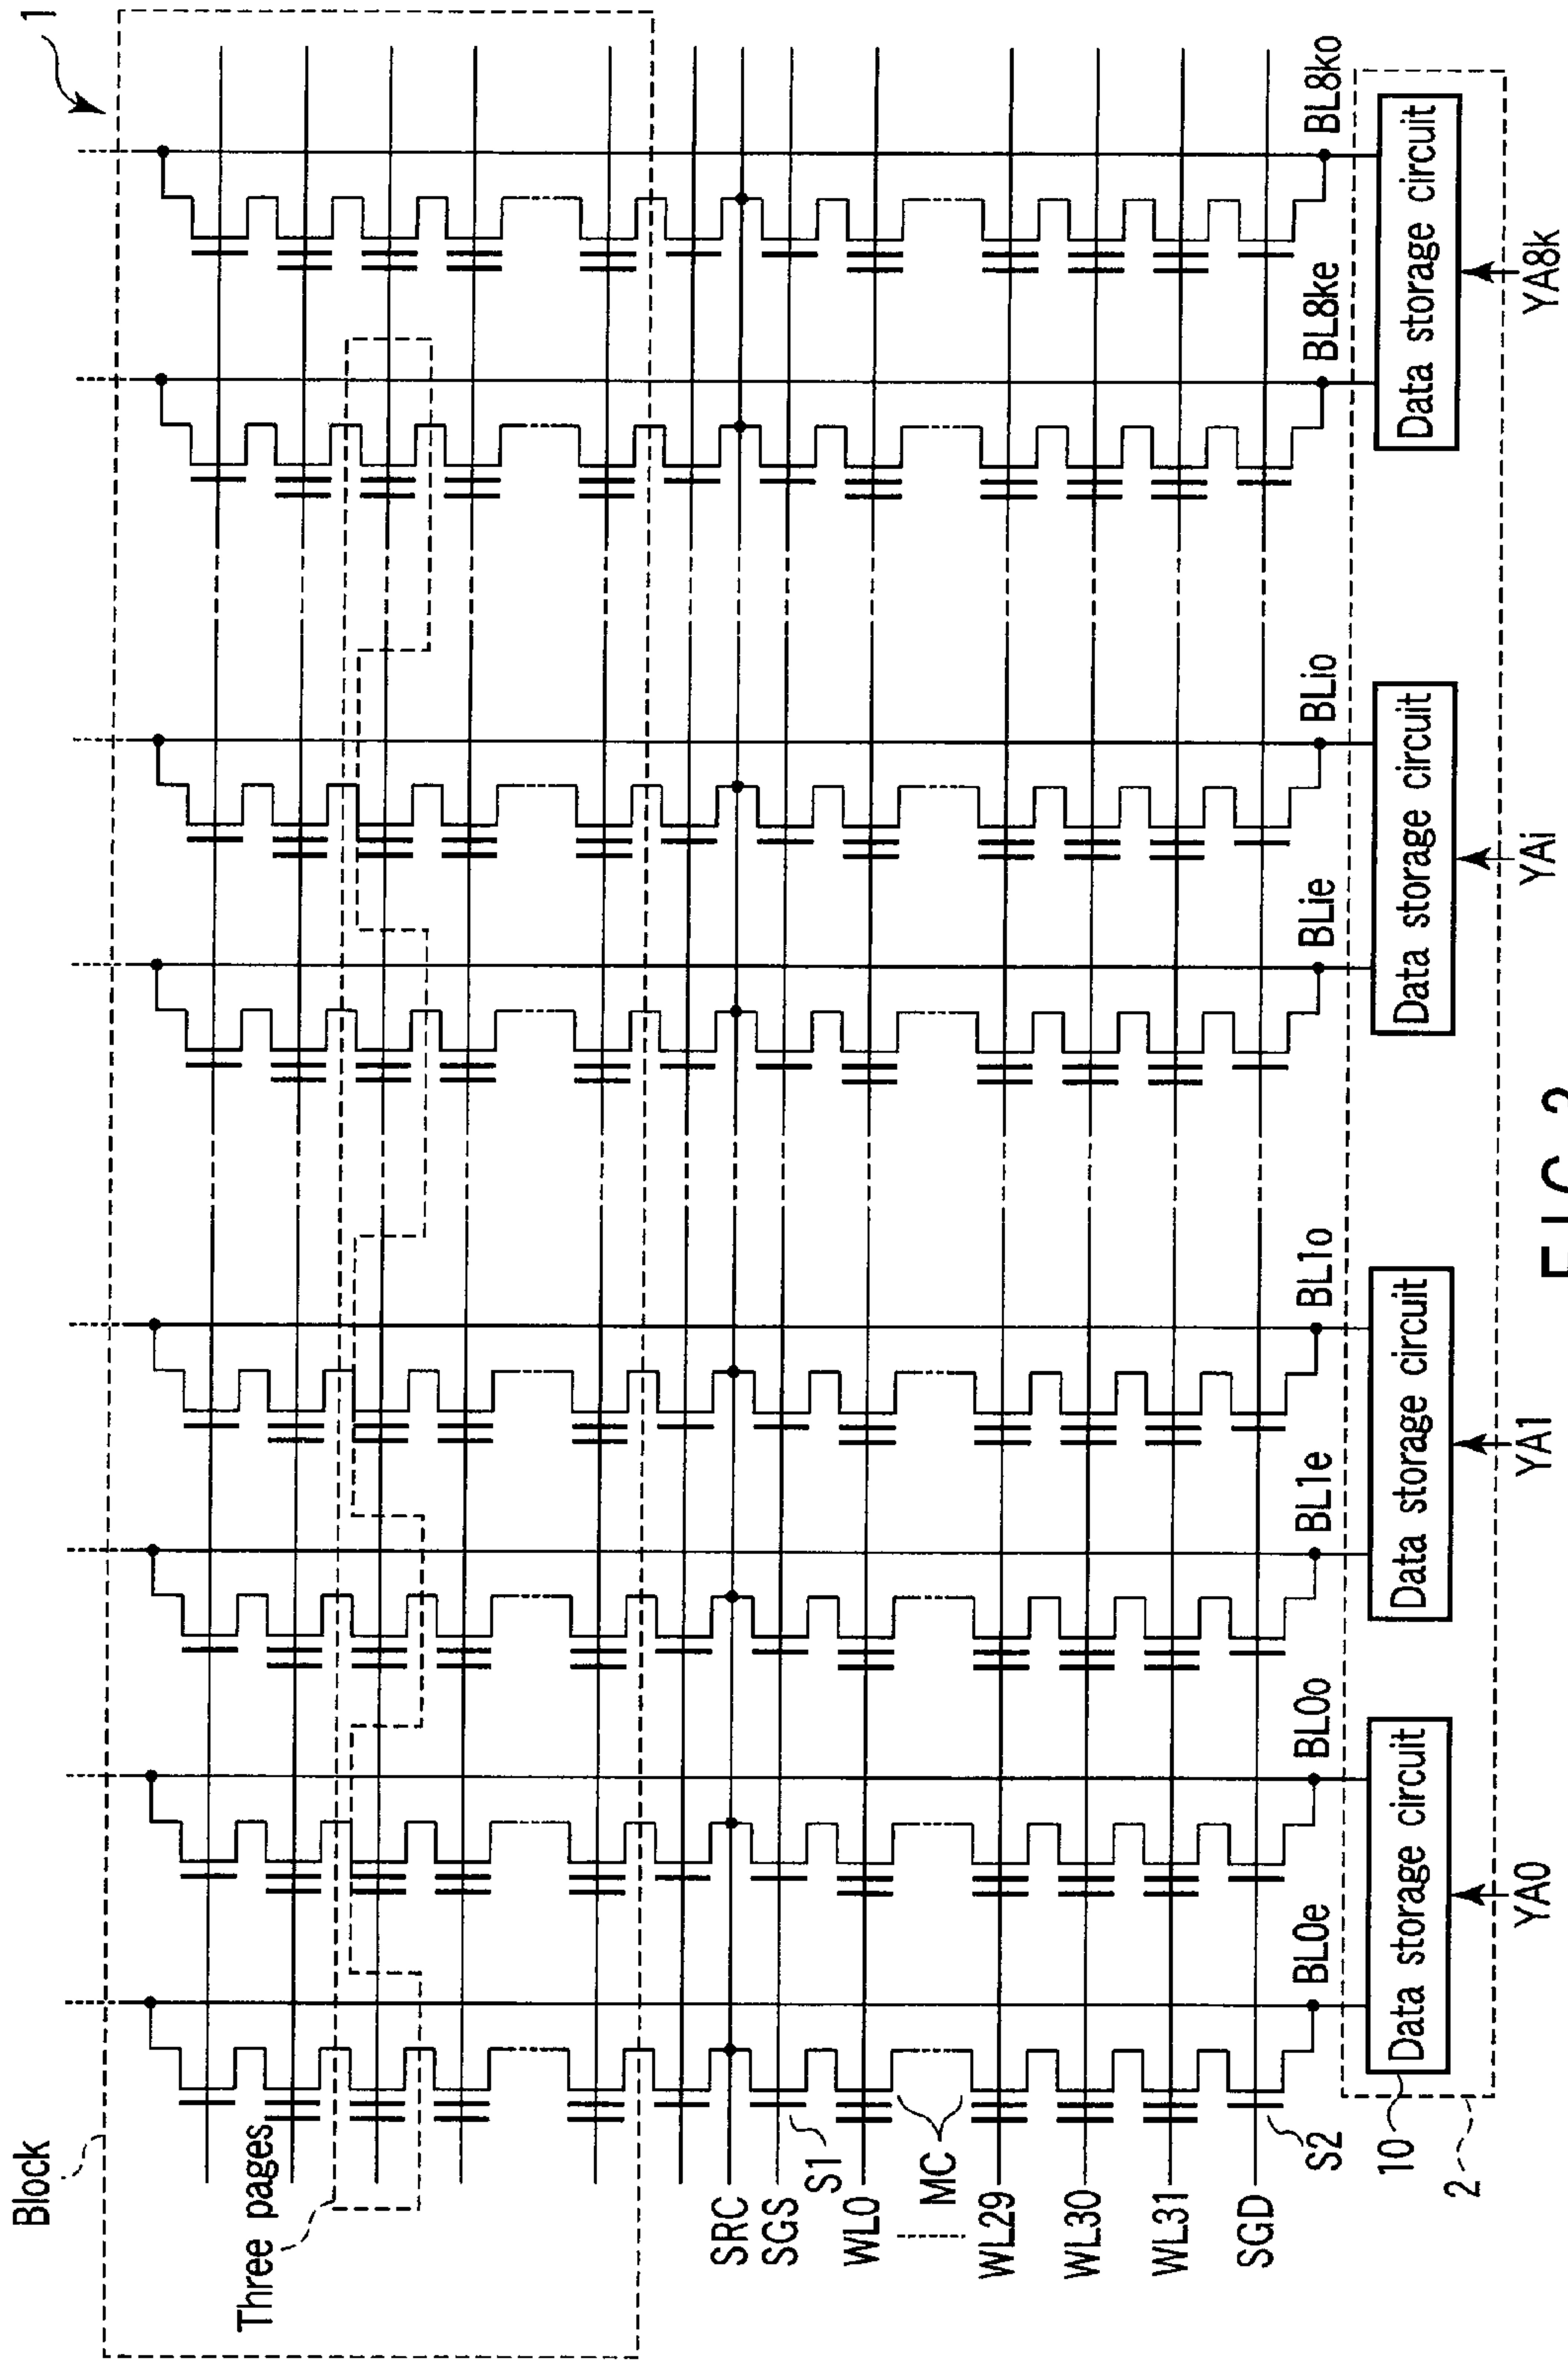 1
Block
Three pages
SRC
SGS
S1
WL0
MC
WL29
WL30
WL31
SGD
S2
BL0e
BL0o
BL1e
BL1o
BLie
BLio
BL8ke
BL8ko
10
2
Data storage circuit
Data storage circuit
Data storage circuit
Data storage circuit
YA0
YA1
YAi
YA8k